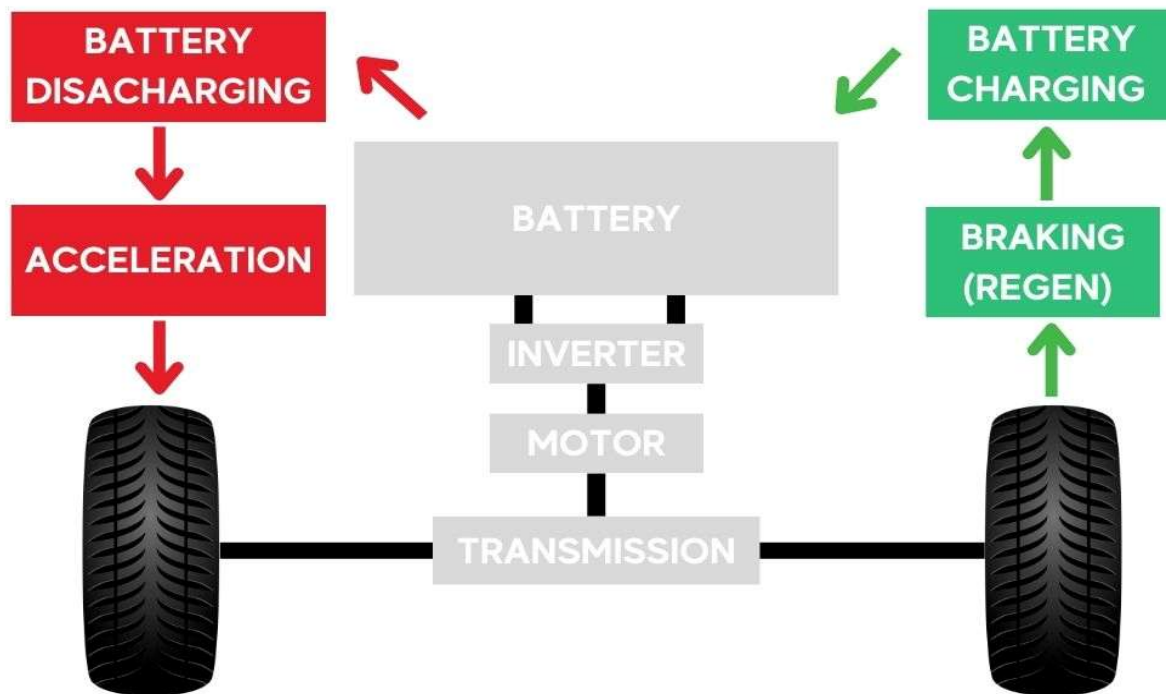 BATTERY
DISACHARGING
ACCELERATION
BATTERY
INVERTER
MOTOR
TRANSMISSION
BATTERY
CHARGING
BRAKING
(REGEN)